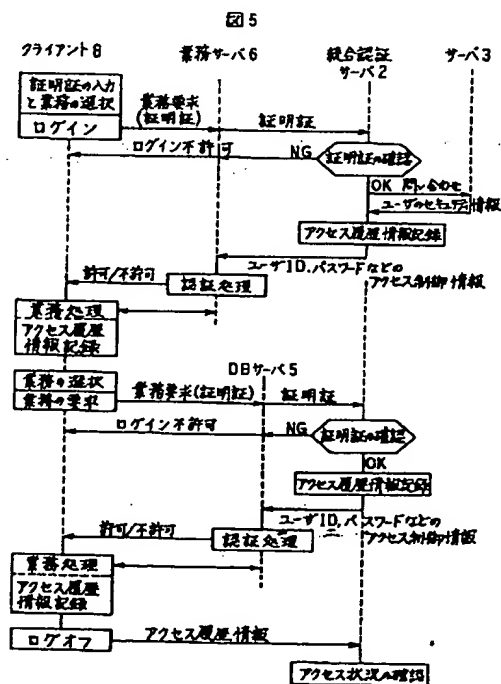 図5
クライアント8
業務サーバ6
統合認証
サーバ2
サーバ3
証明証の入力
と業務の選択
ログイン
業務要求
(証明証)
証明証
ログイン不許可
NG
証明証の確認
OK 問い合わせ
ユーザのセキュリティ情報
アクセス履歴情報記録
ユーザID、パスワードなどの
アクセス制御情報
許可/不許可
認証処理
業務処理
アクセス履歴
情報記録
業務の選択
業務の要求
DBサーバ5
業務要求(証明証)
証明証
ログイン不許可
NG
証明証の確認
OK
アクセス履歴情報記録
ユーザID、パスワードなどの
アクセス制御情報
許可/不許可
認証処理
業務処理
アクセス履歴
情報記録
ログオフ
アクセス履歴情報
アクセス状況の確認